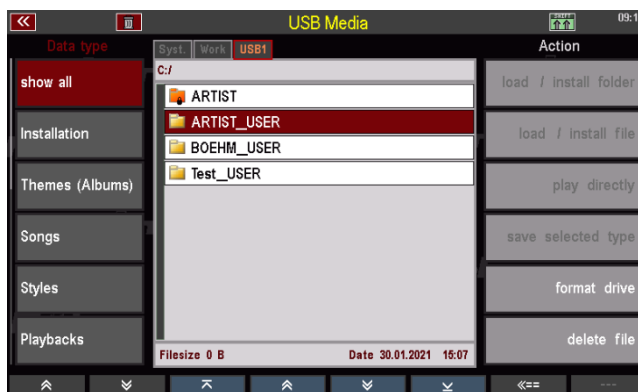 USB Media
SHIFT
09:1
Data type
Syst. Work USB1
Action
C:/
show all
Installation
Themes (Albums)
Songs
Styles
Playbacks
ARTIST
ARTIST_USER
BOEHM_USER
Test_USER
Filesize 0 B
Date 30.01.2021 15:07
load / install folder
load / install file
play directly
save selected type
format drive
delete file
«==
---